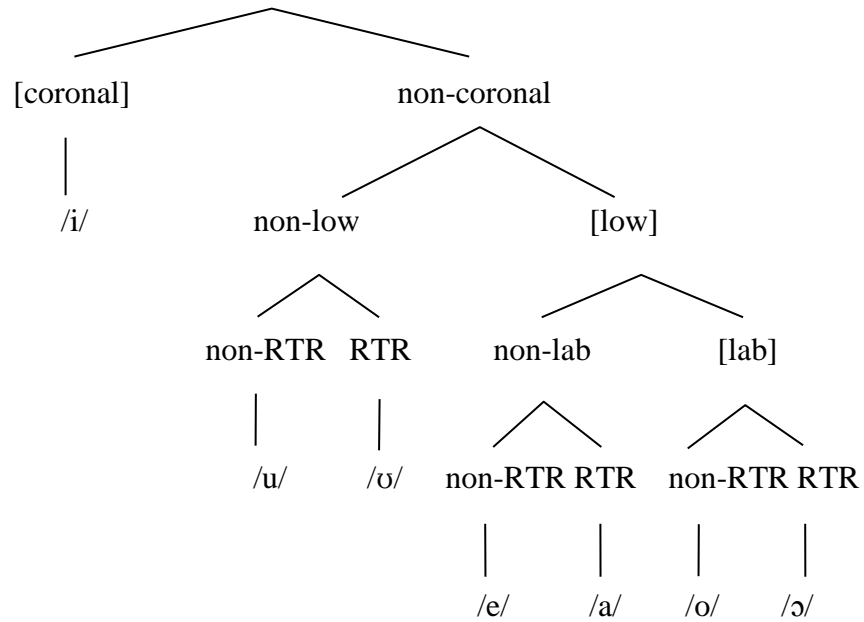 [coronal] non-coronal
/i/ non-low [low]
non-RTR RTR non-lab [lab]
/u/ /ʊ/ non-RTR RTR non-RTR RTR
/e/ /a/ /o/ /ɔ/